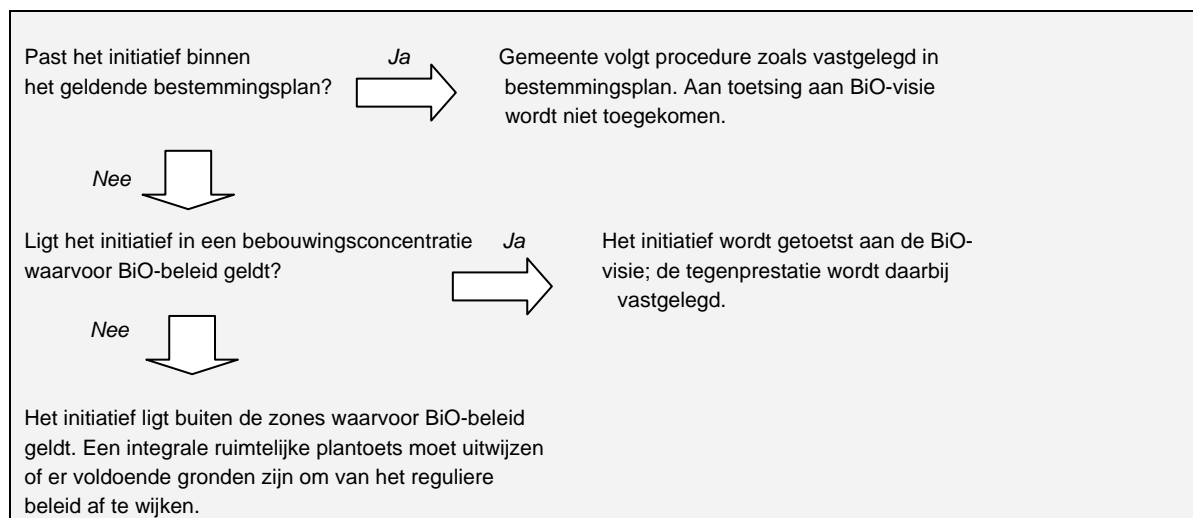 Past het initiatief binnen
het geldende bestemmingsplan?
Ja
Gemeente volgt procedure zoals vastgelegd in
bestemmingsplan. Aan toetsing aan BiO-visie
wordt niet toegekomen.
Nee
Ligt het initiatief in een bebouwingsconcentratie
waarvoor BiO-beleid geldt?
Ja
Het initiatief wordt getoetst aan de BiO-
visie; de tegenprestatie wordt daarbij
vastgelegd.
Nee
Het initiatief ligt buiten de zones waarvoor BiO-beleid
geldt. Een integrale ruimtelijke plantoets moet uitwijzen
of er voldoende gronden zijn om van het reguliere
beleid af te wijken.